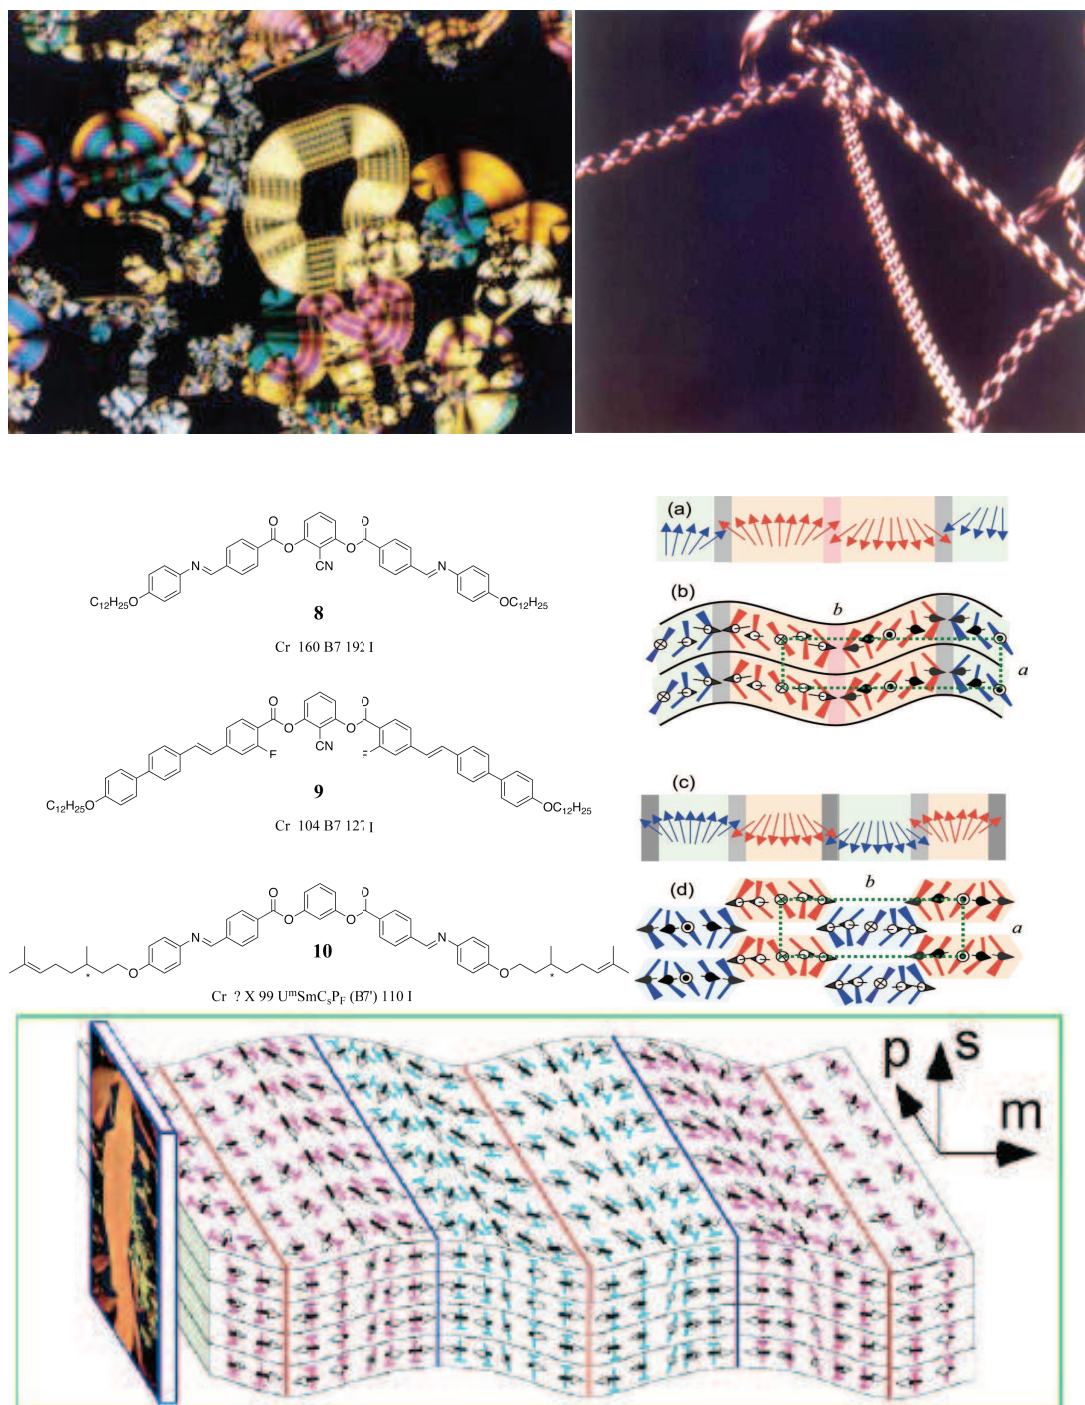 O
O
O
O
CN
N
N
C12H25O
OC12H25
8
Cr 160 B7 192 I
O
O
O
O
F
CN
F
C12H25O
OC12H25
9
Cr 104 B7 127 I
O
O
O
O
N
N
O
O
*
*
10
Cr ? X 99 UᵐSmCₛP_F (B7') 110 I
(a)
(b)
b
a
(c)
(d)
b
a
p
s
m